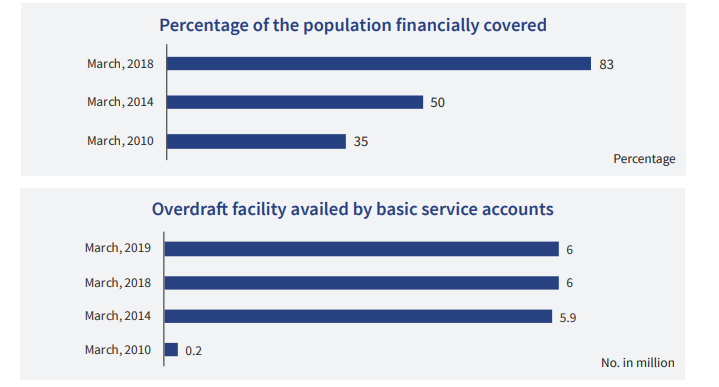 Percentage of the population financially covered
March, 2018 83
March, 2014 50
March, 2010 35
Percentage
Overdraft facility availed by basic service accounts
March, 2019 6
March, 2018 6
March, 2014 5.9
March, 2010 0.2
No. in million